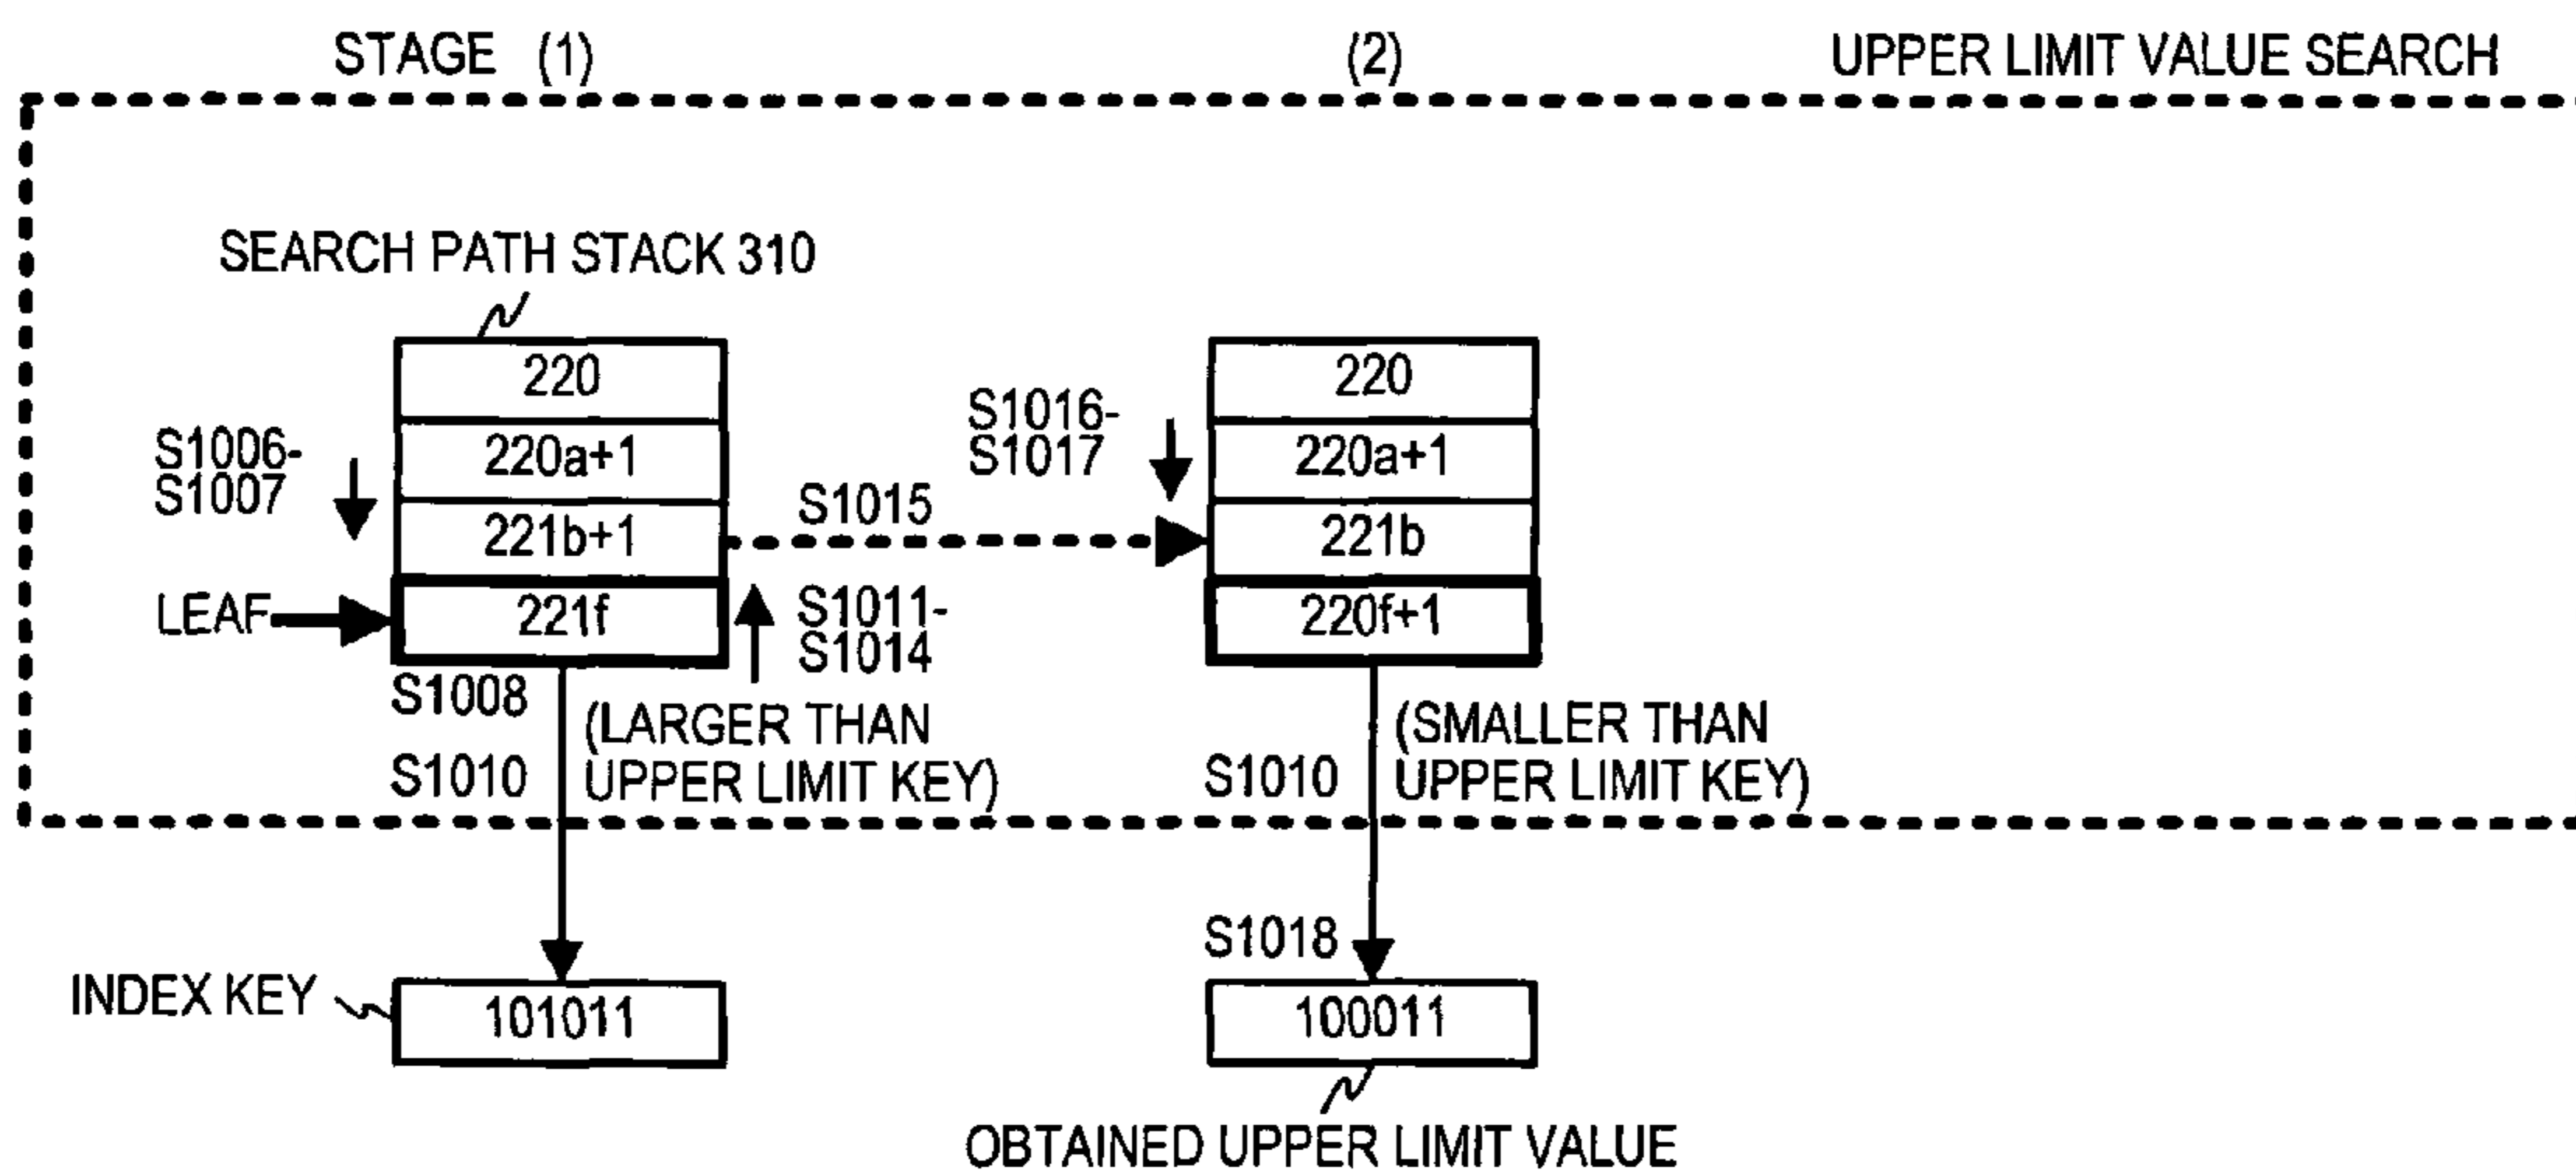 STAGE (1) (2) UPPER LIMIT VALUE SEARCH
SEARCH PATH STACK 310
220
220a+1
221b+1
221f
S1006-
S1007
LEAF
S1008
S1010
S1015
S1011-
S1014
(LARGER THAN
UPPER LIMIT KEY)
INDEX KEY
101011
S1016-
S1017
220
220a+1
221b
220f+1
S1010
(SMALLER THAN
UPPER LIMIT KEY)
S1018
100011
OBTAINED UPPER LIMIT VALUE